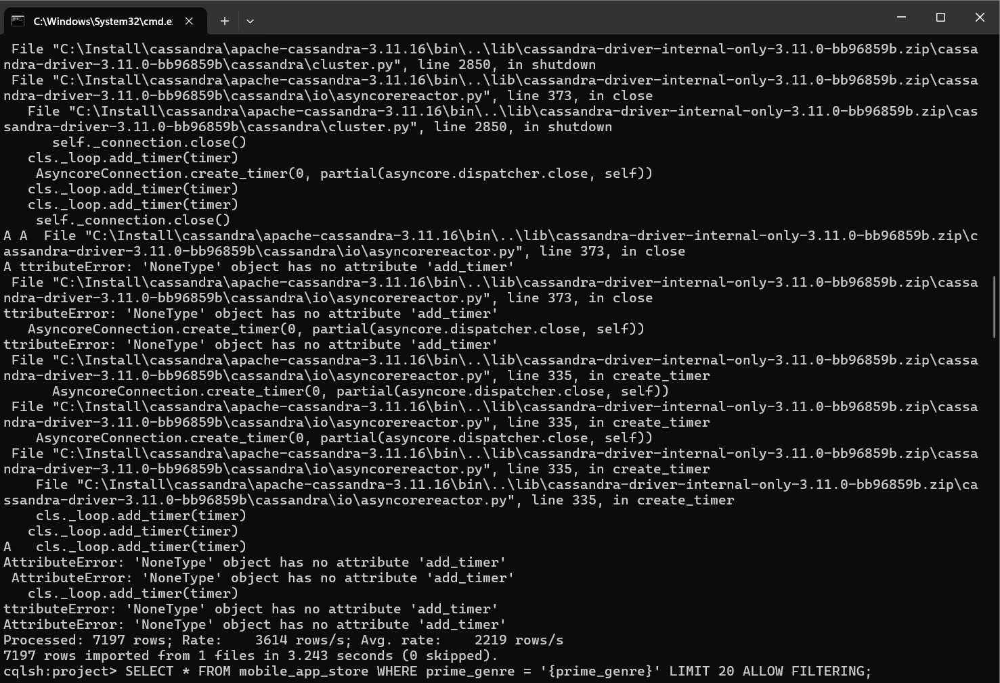 C:\Windows\System32\cmd.e
 File "C:\Install\cassandra\apache-cassandra-3.11.16\bin\..\lib\cassandra-driver-internal-only-3.11.0-bb96859b.zip\cassa
ndra-driver-3.11.0-bb96859b\cassandra\cluster.py", line 2850, in shutdown
 File "C:\Install\cassandra\apache-cassandra-3.11.16\bin\..\lib\cassandra-driver-internal-only-3.11.0-bb96859b.zip\cassa
ndra-driver-3.11.0-bb96859b\cassandra\io\asyncorereactor.py", line 373, in close
   File "C:\Install\cassandra\apache-cassandra-3.11.16\bin\..\lib\cassandra-driver-internal-only-3.11.0-bb96859b.zip\cas
sandra-driver-3.11.0-bb96859b\cassandra\cluster.py", line 2850, in shutdown
      self._connection.close()
   cls._loop.add_timer(timer)
    AsyncoreConnection.create_timer(0, partial(asyncore.dispatcher.close, self))
   cls._loop.add_timer(timer)
   cls._loop.add_timer(timer)
    self._connection.close()
A A  File "C:\Install\cassandra\apache-cassandra-3.11.16\bin\..\lib\cassandra-driver-internal-only-3.11.0-bb96859b.zip\c
assandra-driver-3.11.0-bb96859b\cassandra\io\asyncorereactor.py", line 373, in close
A ttributeError: 'NoneType' object has no attribute 'add_timer'
 File "C:\Install\cassandra\apache-cassandra-3.11.16\bin\..\lib\cassandra-driver-internal-only-3.11.0-bb96859b.zip\cassa
ndra-driver-3.11.0-bb96859b\cassandra\io\asyncorereactor.py", line 373, in close
ttributeError: 'NoneType' object has no attribute 'add_timer'
   AsyncoreConnection.create_timer(0, partial(asyncore.dispatcher.close, self))
ttributeError: 'NoneType' object has no attribute 'add_timer'
 File "C:\Install\cassandra\apache-cassandra-3.11.16\bin\..\lib\cassandra-driver-internal-only-3.11.0-bb96859b.zip\cassa
ndra-driver-3.11.0-bb96859b\cassandra\io\asyncorereactor.py", line 335, in create_timer
      AsyncoreConnection.create_timer(0, partial(asyncore.dispatcher.close, self))
 File "C:\Install\cassandra\apache-cassandra-3.11.16\bin\..\lib\cassandra-driver-internal-only-3.11.0-bb96859b.zip\cassa
ndra-driver-3.11.0-bb96859b\cassandra\io\asyncorereactor.py", line 335, in create_timer
    AsyncoreConnection.create_timer(0, partial(asyncore.dispatcher.close, self))
 File "C:\Install\cassandra\apache-cassandra-3.11.16\bin\..\lib\cassandra-driver-internal-only-3.11.0-bb96859b.zip\cassa
ndra-driver-3.11.0-bb96859b\cassandra\io\asyncorereactor.py", line 335, in create_timer
    File "C:\Install\cassandra\apache-cassandra-3.11.16\bin\..\lib\cassandra-driver-internal-only-3.11.0-bb96859b.zip\ca
ssandra-driver-3.11.0-bb96859b\cassandra\io\asyncorereactor.py", line 335, in create_timer
    cls._loop.add_timer(timer)
   cls._loop.add_timer(timer)
A   cls._loop.add_timer(timer)
AttributeError: 'NoneType' object has no attribute 'add_timer'
 AttributeError: 'NoneType' object has no attribute 'add_timer'
   cls._loop.add_timer(timer)
ttributeError: 'NoneType' object has no attribute 'add_timer'
AttributeError: 'NoneType' object has no attribute 'add_timer'
Processed: 7197 rows; Rate:    3614 rows/s; Avg. rate:    2219 rows/s
7197 rows imported from 1 files in 3.243 seconds (0 skipped).
cqlsh:project> SELECT * FROM mobile_app_store WHERE prime_genre = '{prime_genre}' LIMIT 20 ALLOW FILTERING;